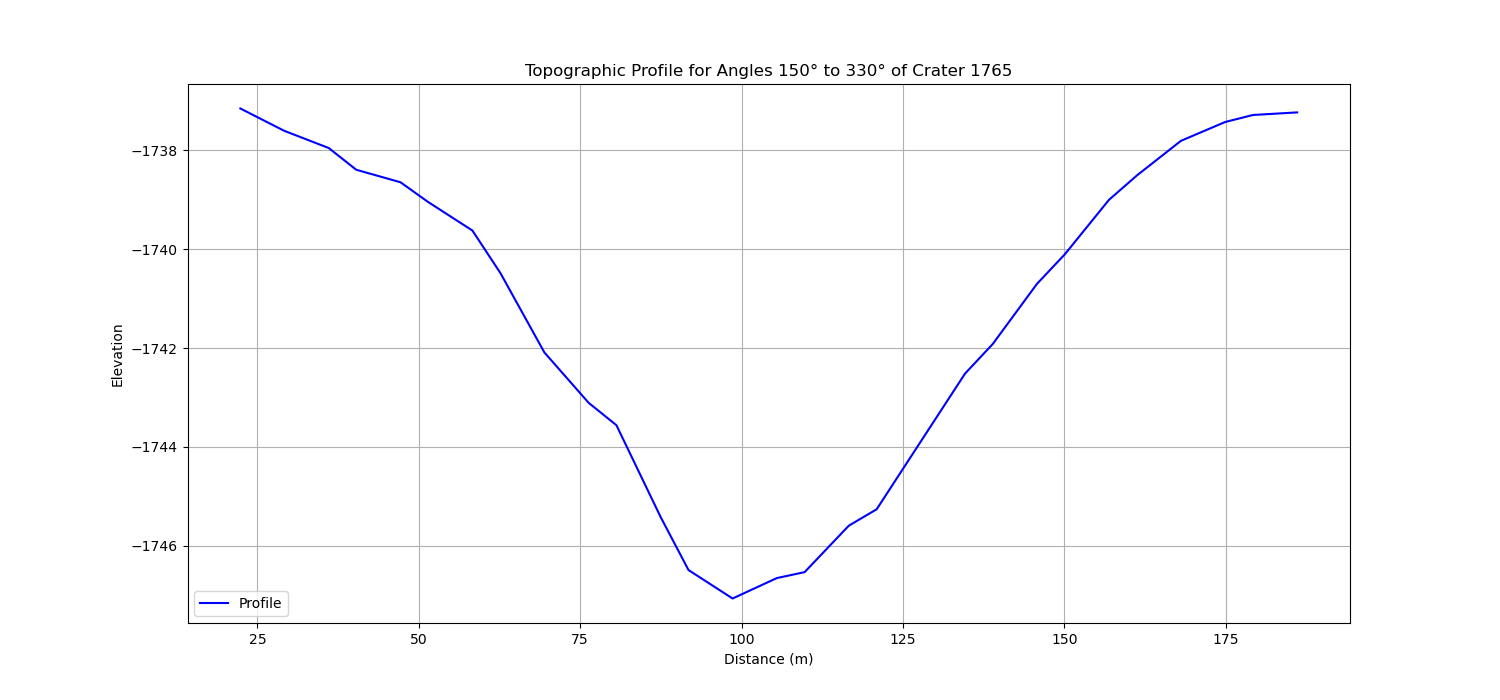 Topographic Profile for Angles 150° to 330° of Crater 1765
−1738
−1740
−1742
−1744
−1746
Elevation
Profile
25 50 75 100 125 150 175
Distance (m)